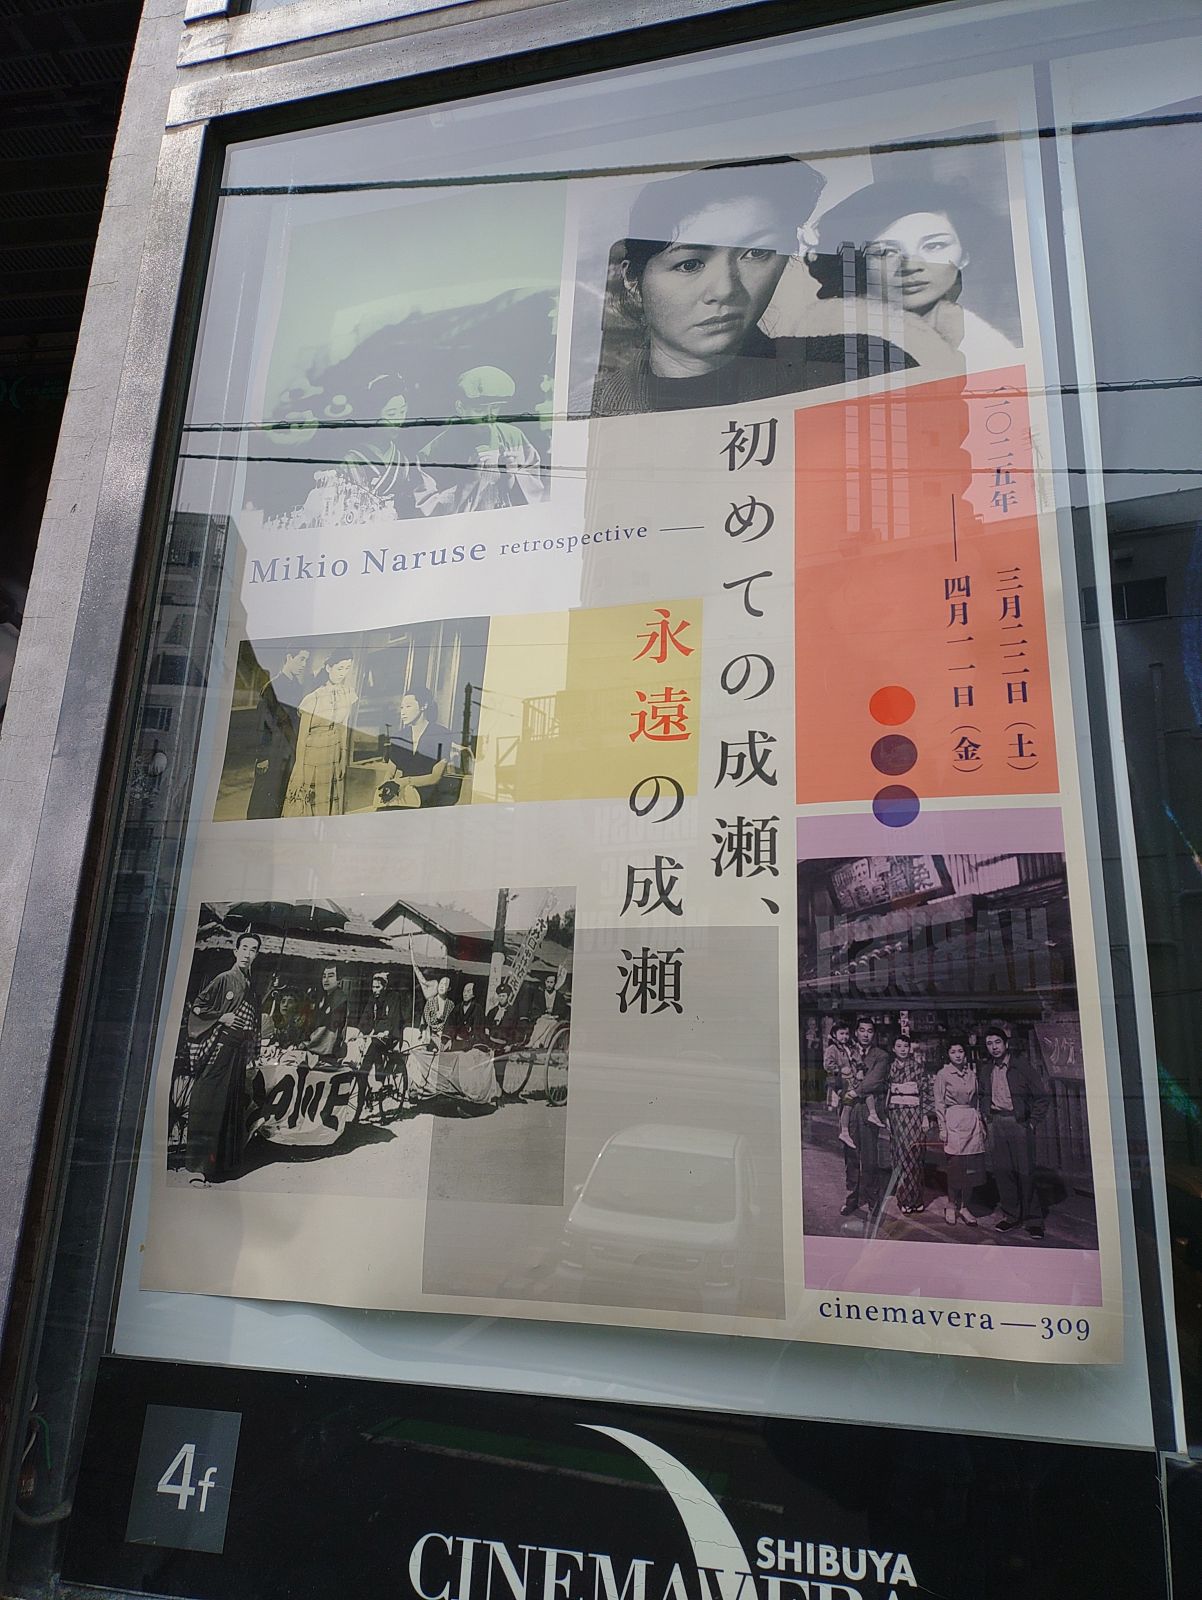 初めての成瀬、
永遠の成瀬
Mikio Naruse retrospective —
二〇二五年
三月二二日（土）
— 四月一一日（金）
cinemavera—309
4f
CINEMAVERA
SHIBUYA